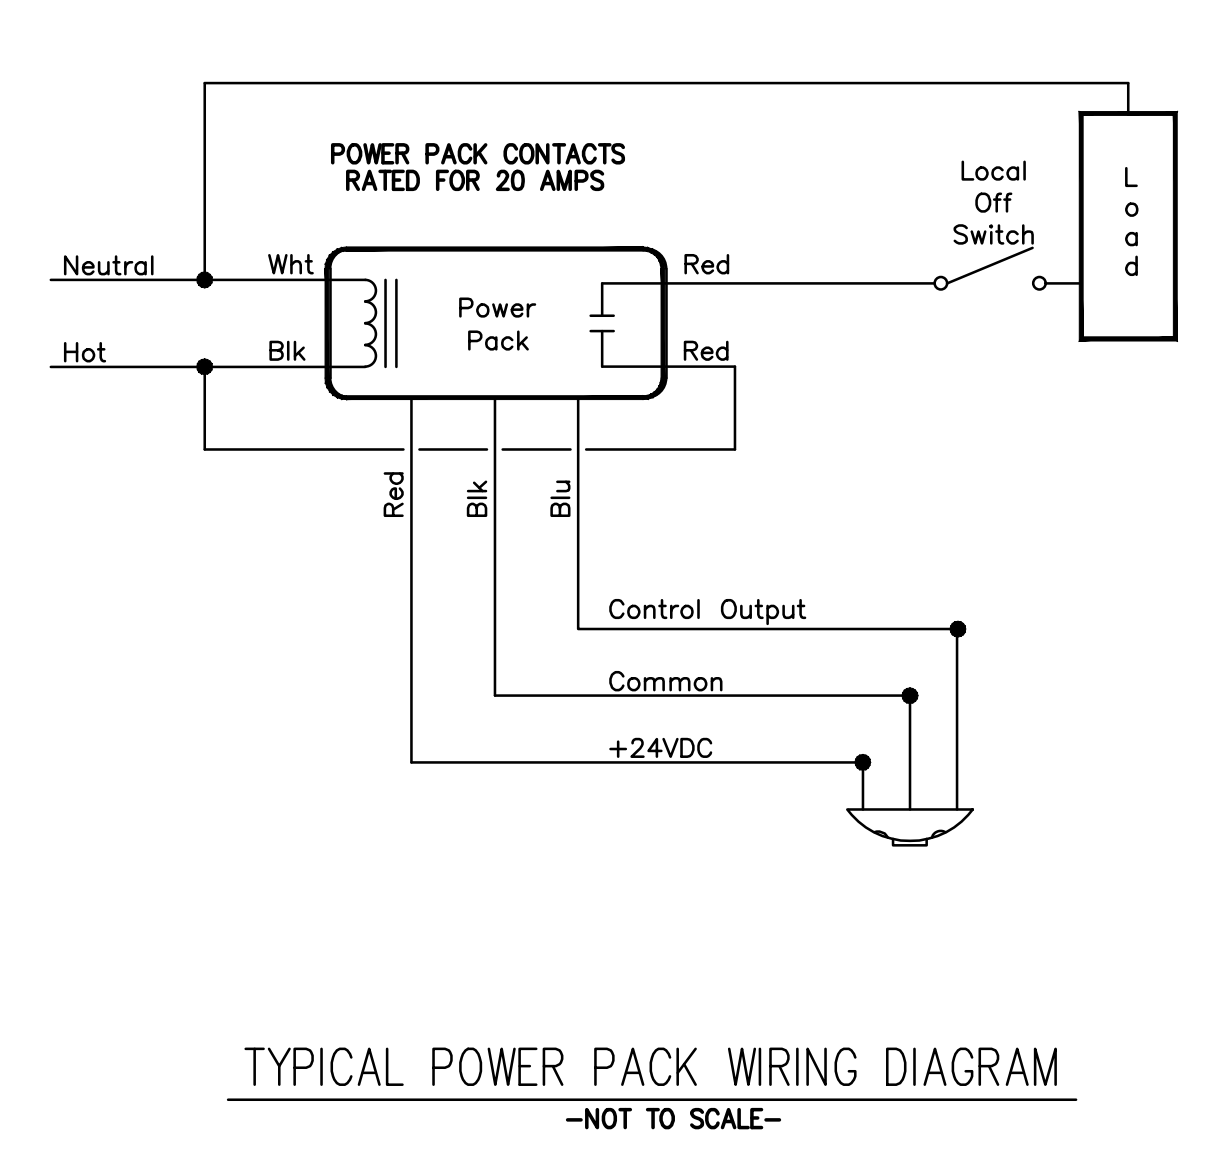 POWER PACK CONTACTS
RATED FOR 20 AMPS
Local
Off
Switch
Load
Neutral
Wht
Red
Power
Pack
Hot
Blk
Red
Red
Blk
Blu
Control Output
Common
+24VDC
TYPICAL POWER PACK WIRING DIAGRAM
-NOT TO SCALE-